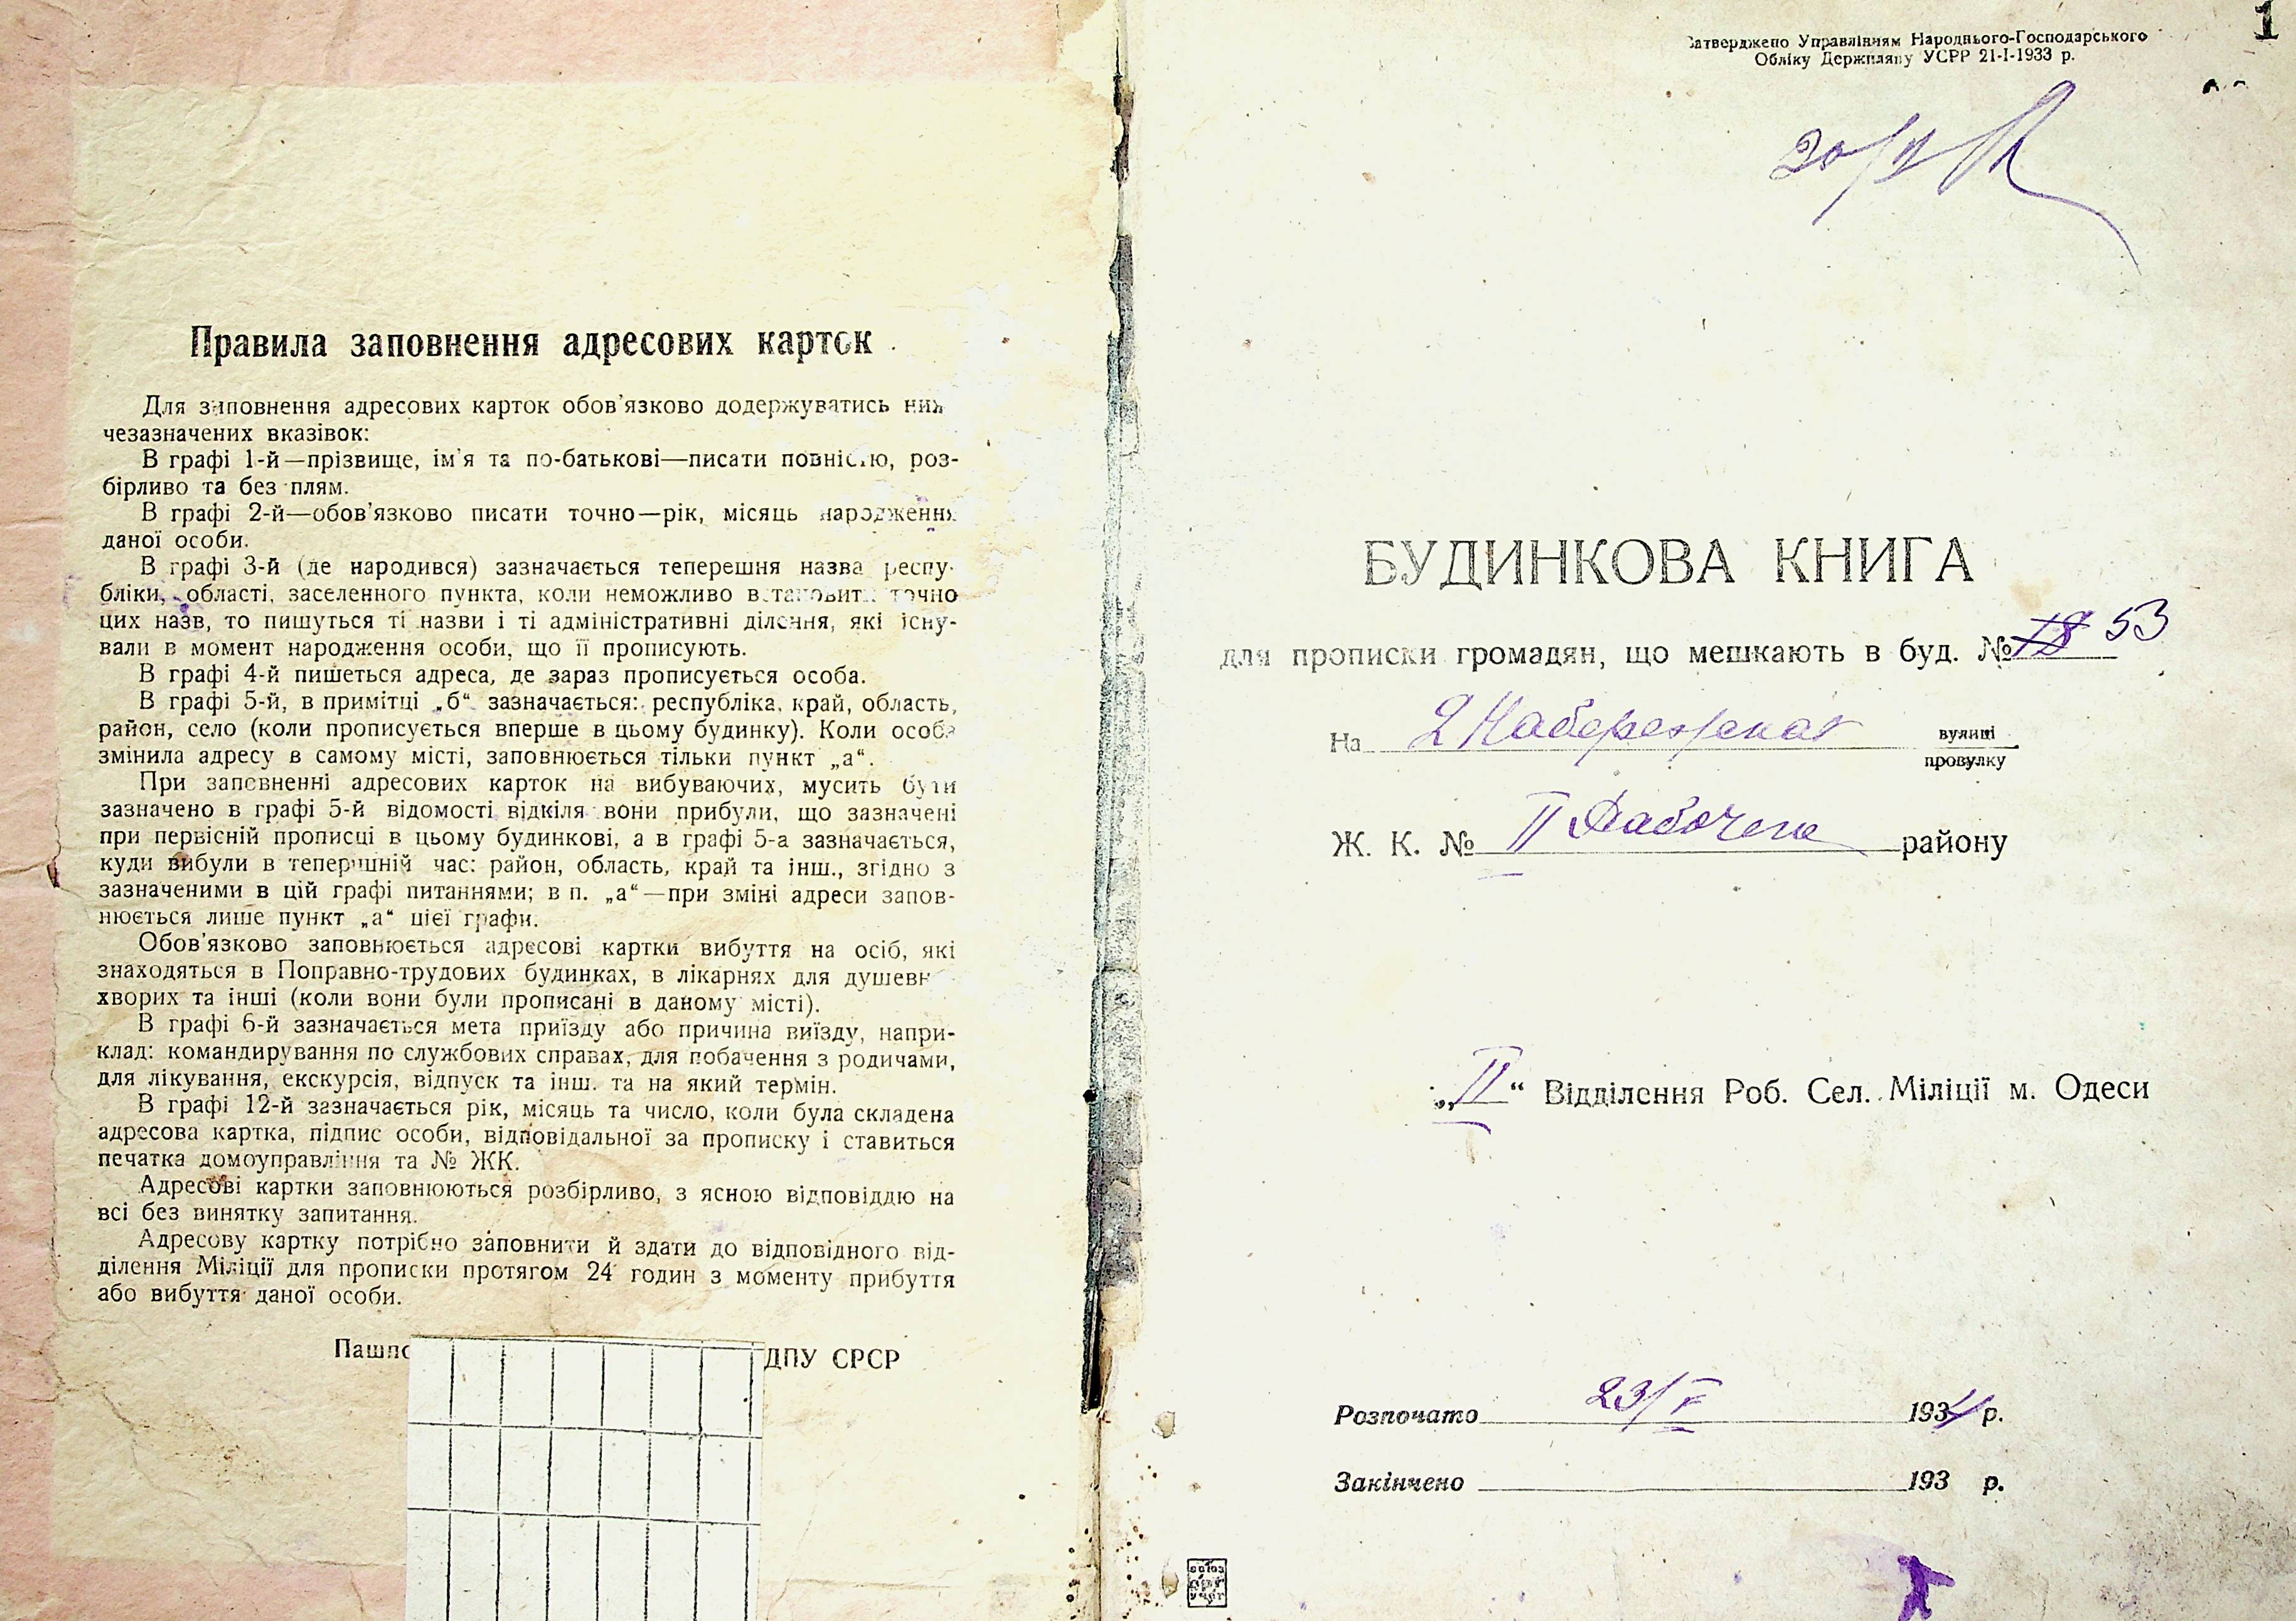 Правила заповнення адресових карток
Для заповнення адресових карток обов’язково додержуватись ниж
чезазначених вказівок:
В графі 1-й—прізвище, ім’я та по-батькові—писати повністю, роз-
бірливо та без плям.
В графі 2-й—обов’язково писати точно—рік, місяць народження
даної особи.
В графі 3-й (де народився) зазначається теперешня назва респу-
бліки, області, заселенного пункта, коли неможливо встановити точно
цих назв, то пишуться ті назви і ті адміністративні ділення, які існу-
вали в момент народження особи, що її прописують.
В графі 4-й пишеться адреса, де зараз прописується особа.
В графі 5-й, в примітці „б“ зазначається: республіка, край, область,
район, село (коли прописується вперше в цьому будинку). Коли особа
змінила адресу в самому місті, заповнюється тільки пункт „а“.
При заповненні адресових карток на вибуваючих, мусить бути
зазначено в графі 5-й відомості відкіля вони прибули, що зазначені
при первісній прописці в цьому будинкові, а в графі 5-а зазначається,
куди вибули в теперішній час: район, область, край та інш., згідно з
зазначеними в цій графі питаннями; в п. „а“—при зміні адреси запов-
нюється лише пункт „а“ цієї графи.
Обов’язково заповнюється адресові картки вибуття на осіб, які
знаходяться в Поправно-трудових будинках, в лікарнях для душевн
хворих та інші (коли вони були прописані в даному місті).
В графі 6-й зазначається мета приїзду або причина виїзду, напри-
клад: командирування по службових справах, для побачення з родичами,
для лікування, екскурсія, відпуск та інш. та на який термін.
В графі 12-й зазначається рік, місяць та число, коли була складена
адресова картка, підпис особи, відповідальної за прописку і ставиться
печатка домоуправління та № ЖК.
Адресові картки заповнюються розбірливо, з ясною відповіддю на
всі без винятку запитання.
Адресову картку потрібно заповнити й здати до відповідного від-
ділення Міліції для прописки протягом 24 годин з моменту прибуття
або вибуття даної особи.
Пашпо ДПУ СРСР
1
Затверджено Управлінням Народнього-Господарського
Обліку Держплану УСРР 21-I-1933 р.
БУДИНКОВА КНИГА
для прописки громадян, що мешкають в буд. № 53
На 2 Набережная вулиці
провулку
Ж. К. № II Рабочего району
„II“ Відділення Роб. Сел. Міліції м. Одеси
Розпочато 23/V 1934 р.
Закінчено 193 р.